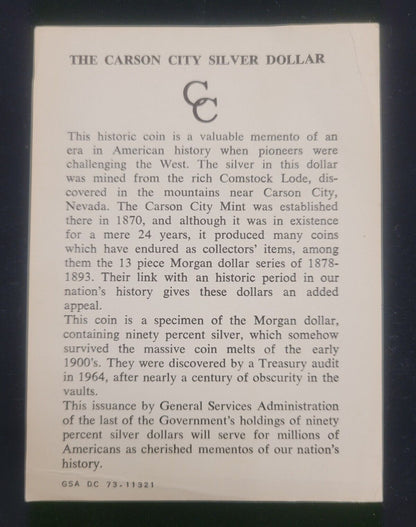 THE CARSON CITY SILVER DOLLAR
CC
This historic coin is a valuable memento of an
era in American history when pioneers were
challenging the West. The silver in this dollar
was mined from the rich Comstock Lode, dis-
covered in the mountains near Carson City,
Nevada. The Carson City Mint was established
there in 1870, and although it was in existence
for a mere 24 years, it produced many coins
which have endured as collectors' items, among
them the 13 piece Morgan dollar series of 1878-
1893. Their link with an historic period in our
nation's history gives these dollars an added
appeal.
This coin is a specimen of the Morgan dollar,
containing ninety percent silver, which somehow
survived the massive coin melts of the early
1900's. They were discovered by a Treasury audit
in 1964, after nearly a century of obscurity in the
vaults.
This issuance by General Services Administration
of the last of the Government's holdings of ninety
percent silver dollars will serve for millions of
Americans as cherished mementos of our nation's
history.
GSA DC 73-11321